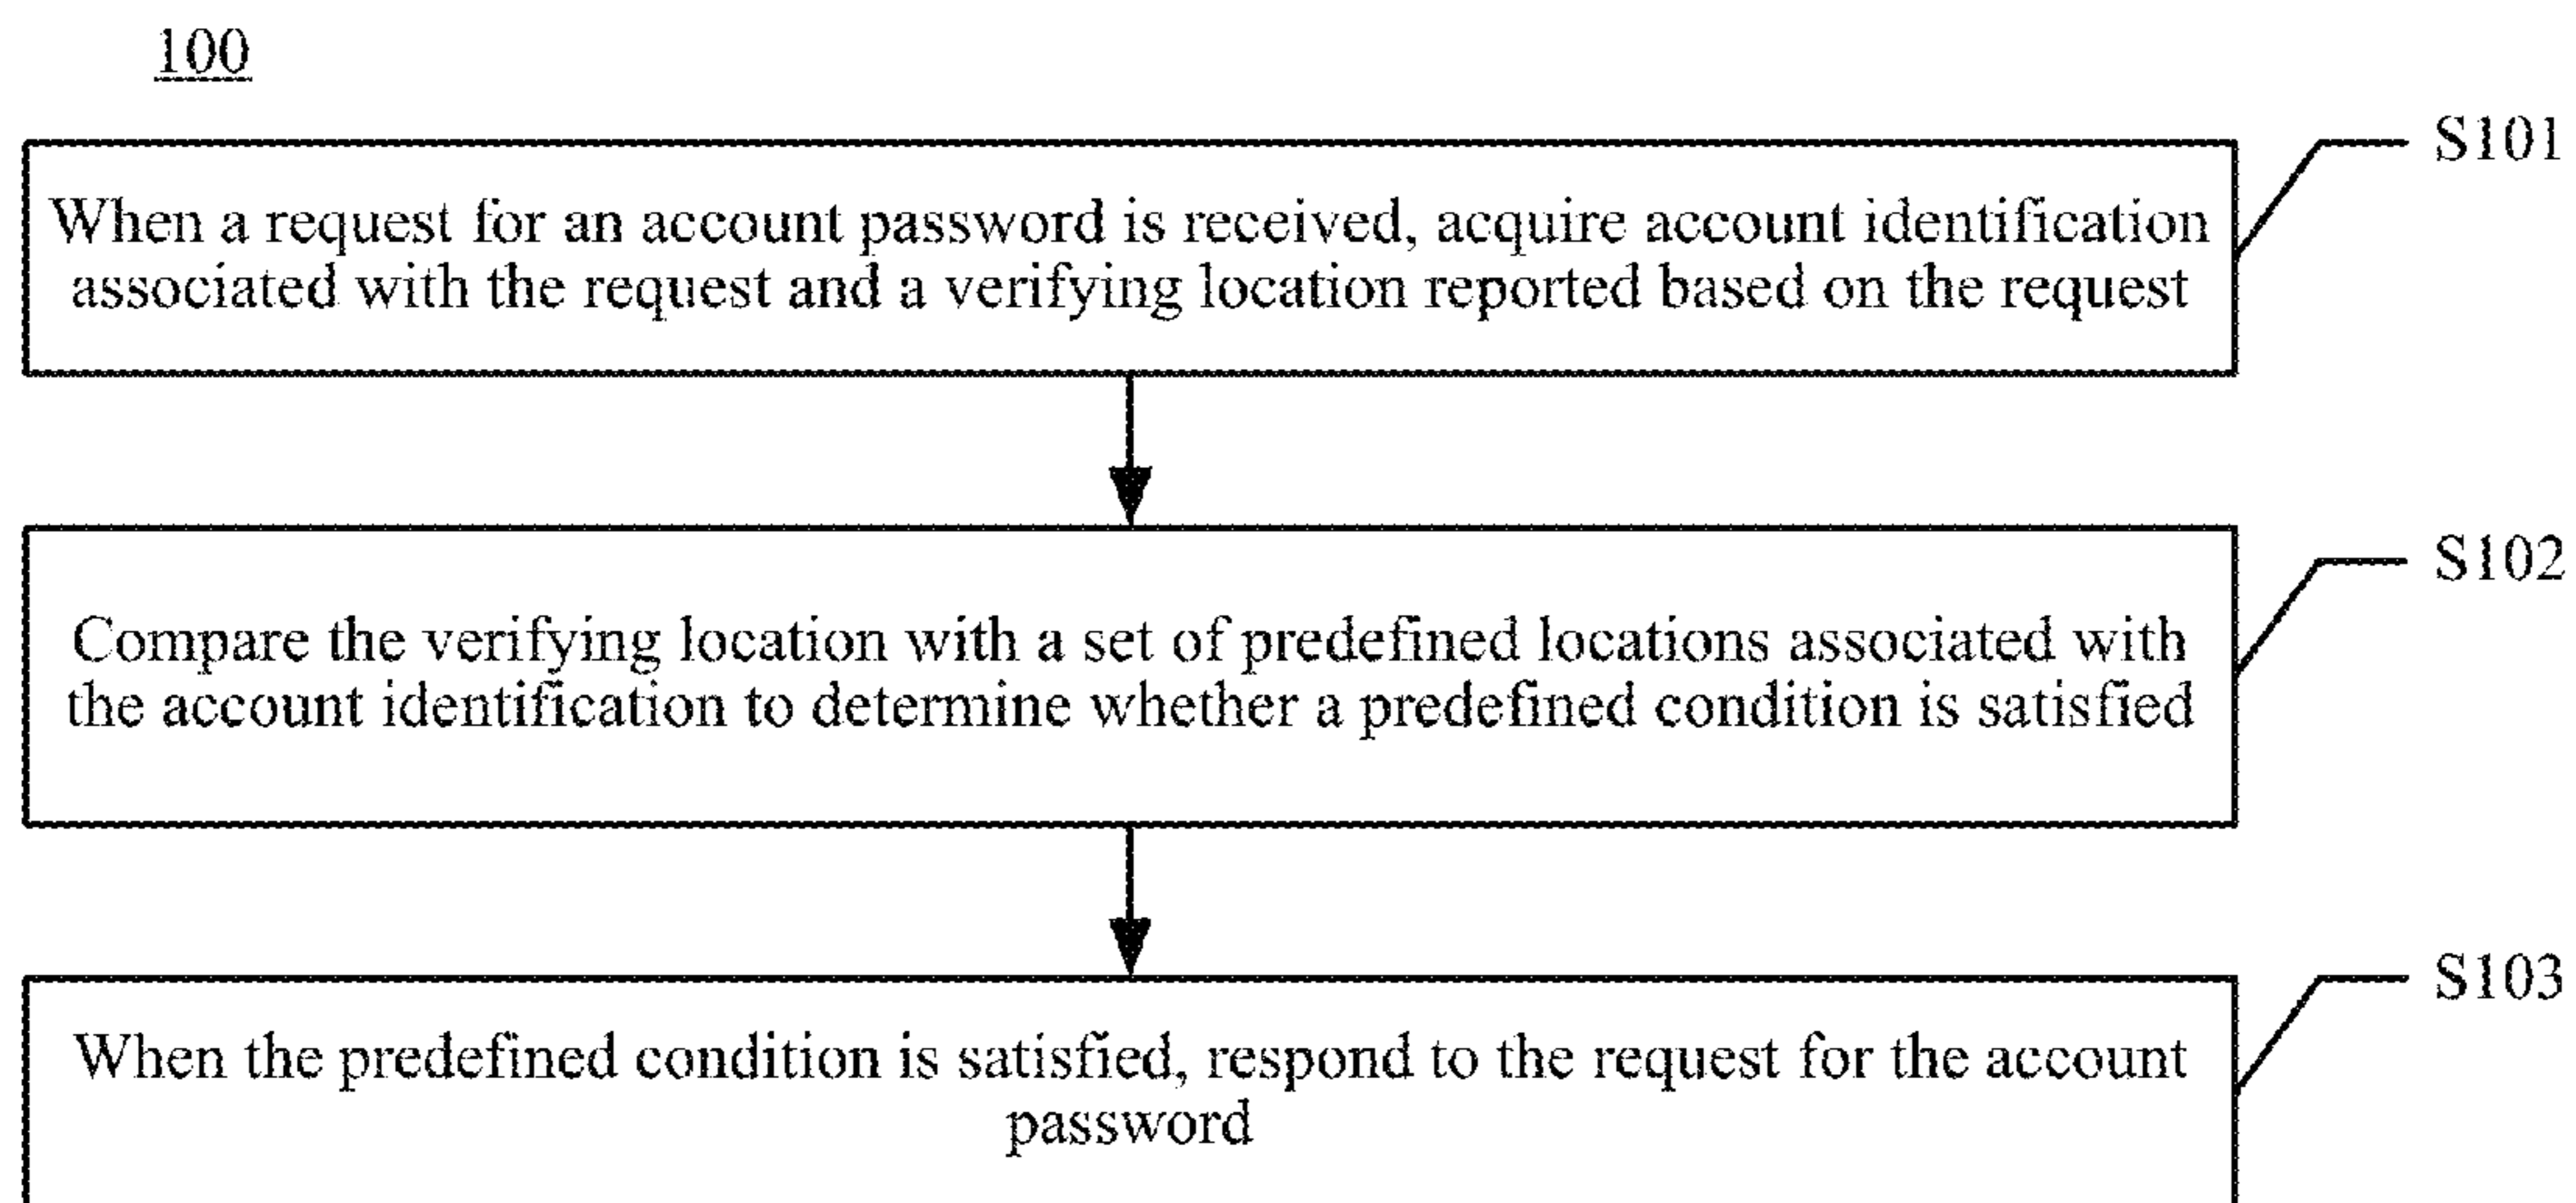 100
S101
When a request for an account password is received, acquire account identification
associated with the request and a verifying location reported based on the request
S102
Compare the verifying location with a set of predefined locations associated with
the account identification to determine whether a predefined condition is satisfied
S103
When the predefined condition is satisfied, respond to the request for the account
password